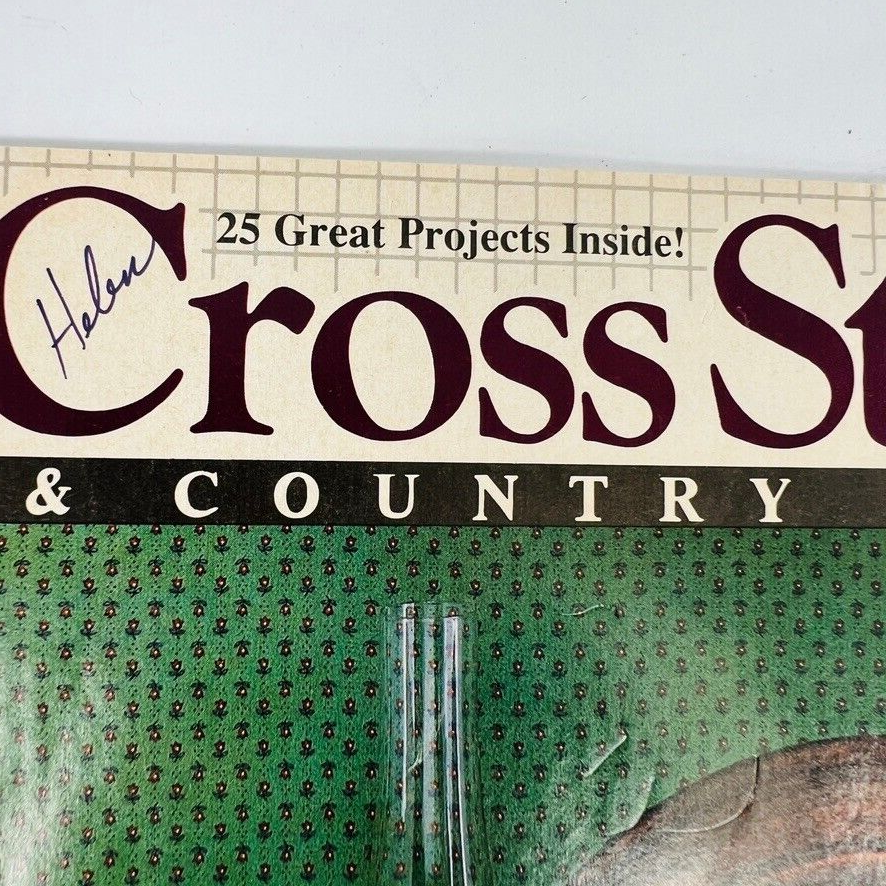 25 Great Projects Inside!
Helen
Cross St
& COUNTRY